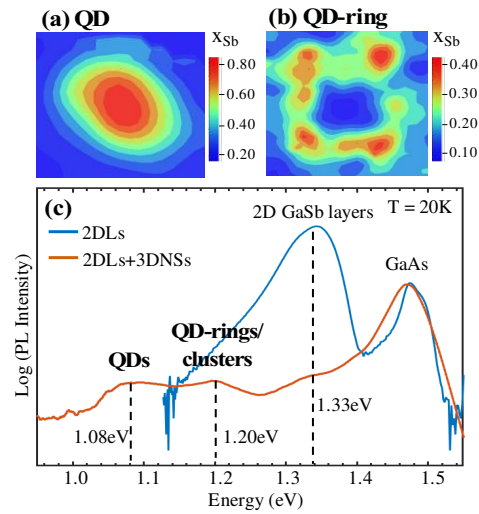 (a) QD
(b) QD-ring
x_Sb
x_Sb
0.80
0.60
0.40
0.20
0.40
0.30
0.20
0.10
(c)
2DLs
2DLs+3DNSs
2D GaSb layers
T = 20K
GaAs
QD-rings/
clusters
QDs
1.08eV
1.20eV
1.33eV
Log (PL Intensity)
1.0
1.1
1.2
1.3
1.4
1.5
Energy (eV)